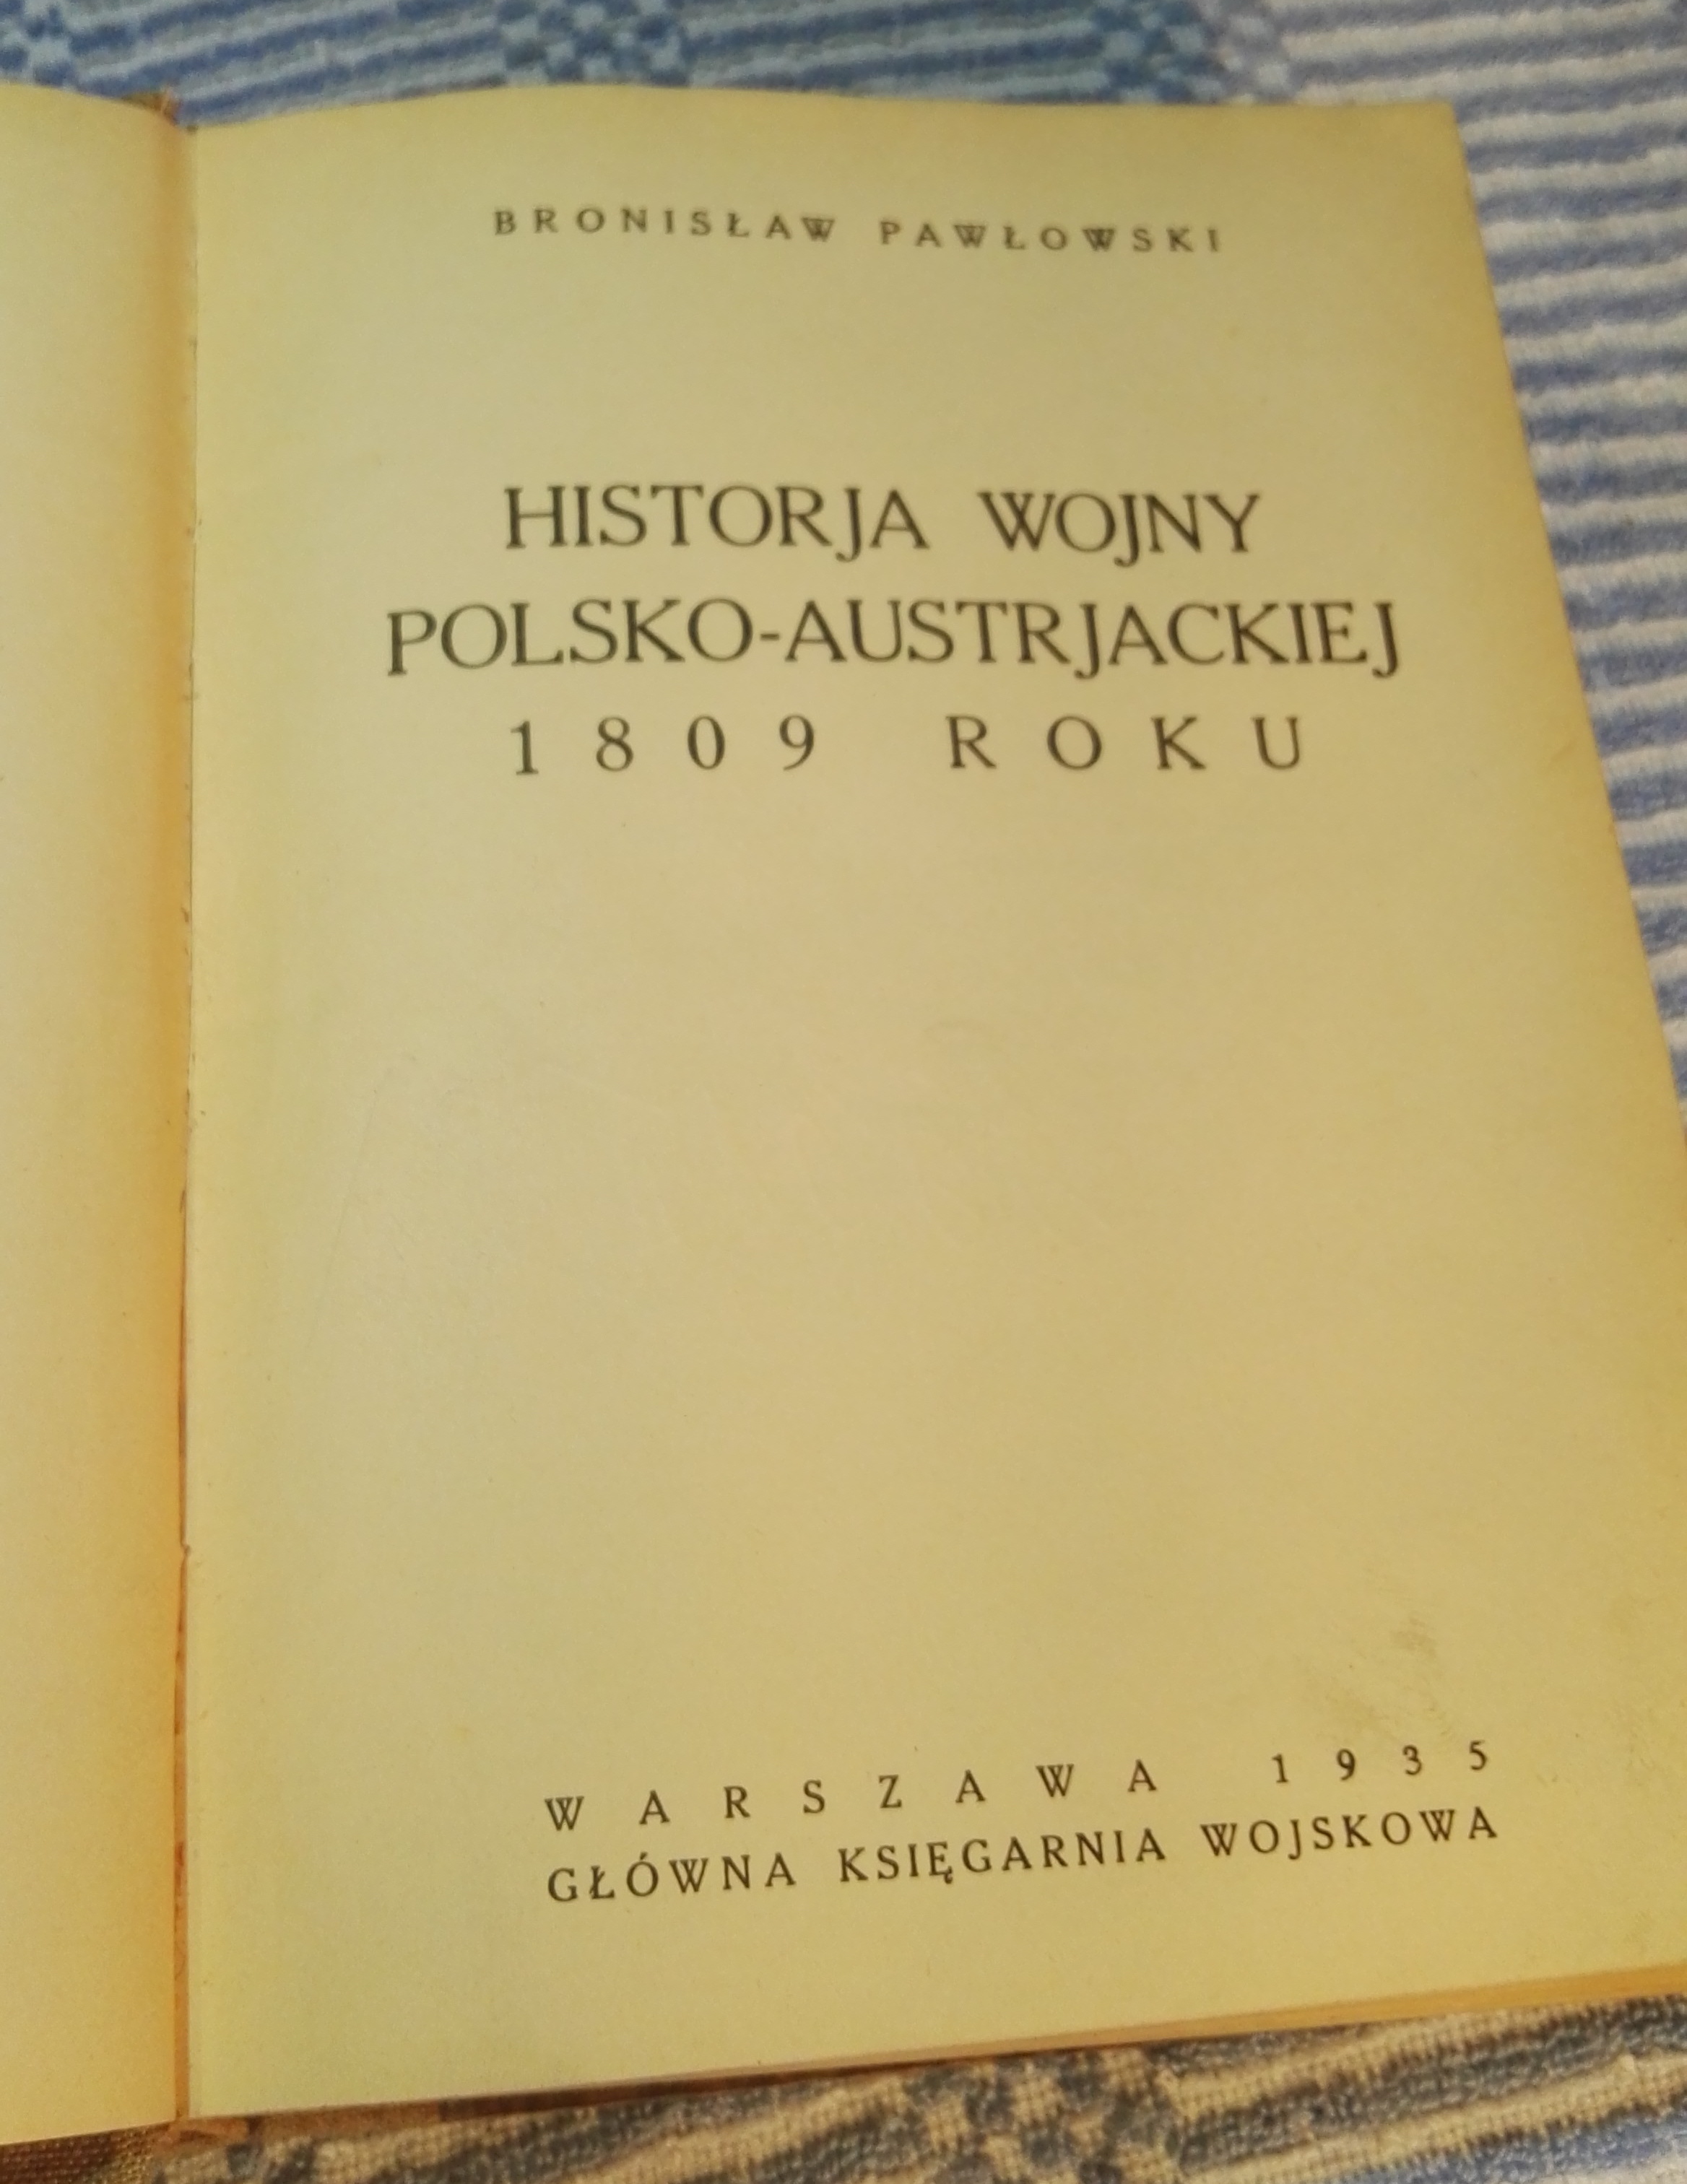 BRONISŁAW PAWŁOWSKI
HISTORJA WOJNY
POLSKO-AUSTRJACKIEJ
1809 ROKU
WARSZAWA 1935
GŁÓWNA KSIĘGARNIA WOJSKOWA